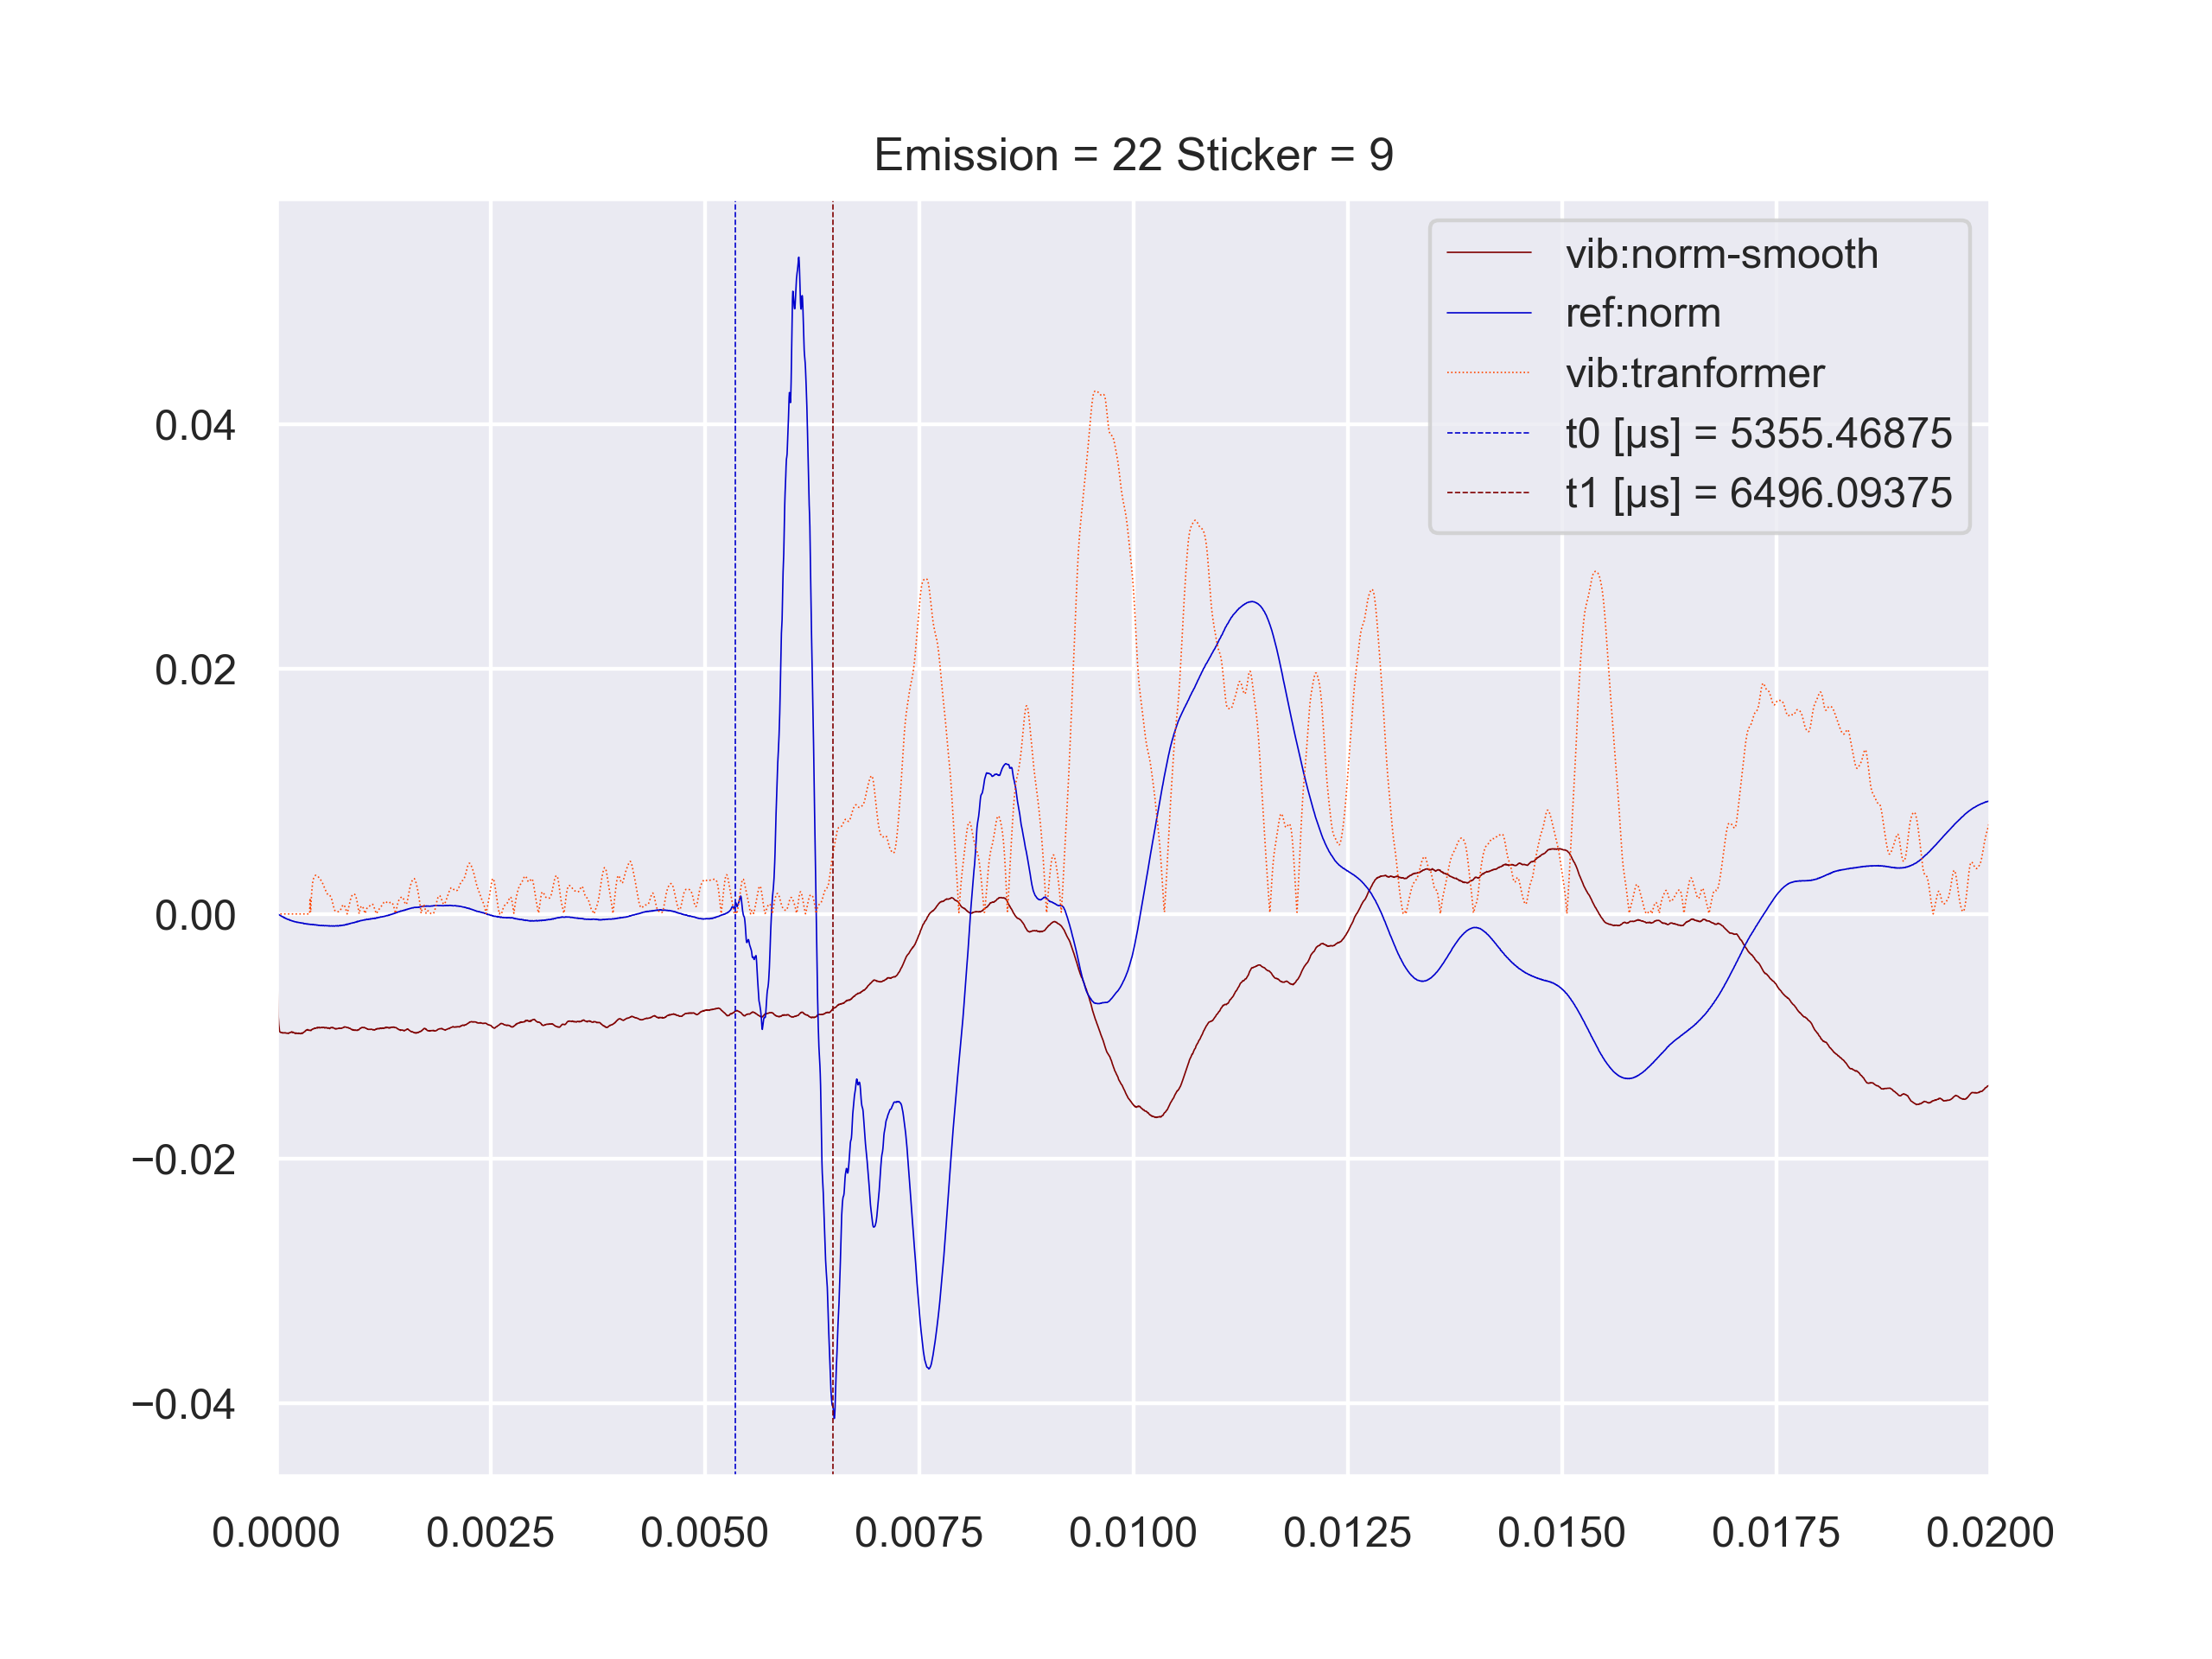 Emission = 22 Sticker = 9
vib:norm-smooth
ref:norm
vib:tranformer
t0 [µs] = 5355.46875
t1 [µs] = 6496.09375
0.04
0.02
0.00
−0.02
−0.04
0.0000 0.0025 0.0050 0.0075 0.0100 0.0125 0.0150 0.0175 0.0200